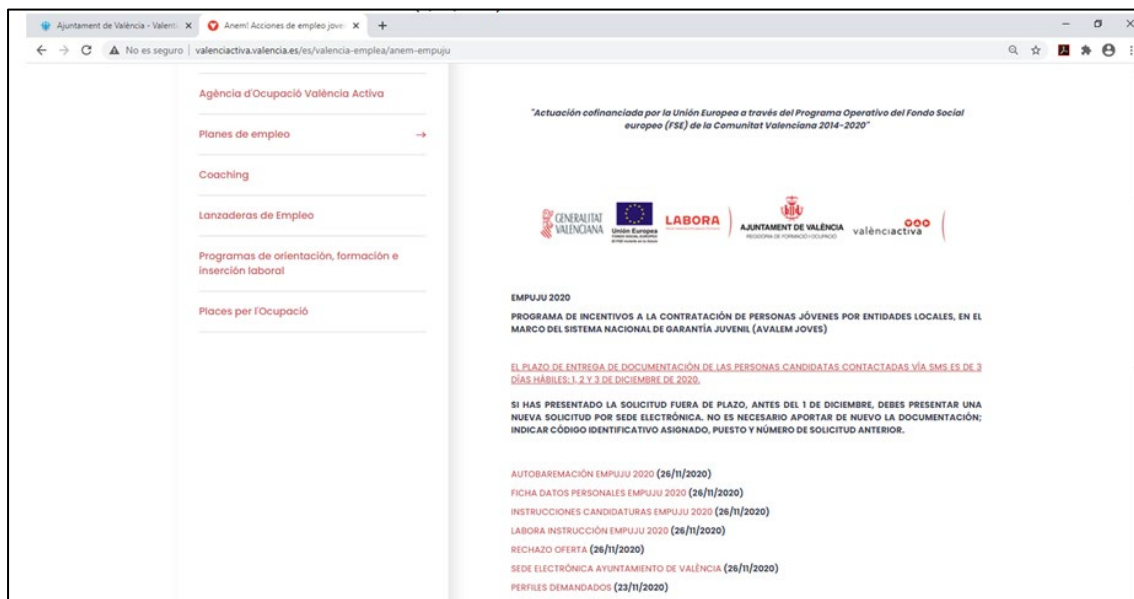 Ajuntament de València - Valenti
Anem! Acciones de empleo jove
No es seguro | valenciactiva.valencia.es/es/valencia-emplea/anem-empuju
Agència d'Ocupació València Activa
Planes de empleo →
Coaching
Lanzaderas de Empleo
Programas de orientación, formación e
inserción laboral
Places per l'Ocupació
"Actuación cofinanciada por la Unión Europea a través del Programa Operativo del Fondo Social
europeo (FSE) de la Comunitat Valenciana 2014-2020"
GENERALITAT
VALENCIANA
Unión Europea
LABORA
AJUNTAMENT DE VALÈNCIA
REGIDORIA DE FORMACIÓ I OCUPACIÓ
valènciactiva
EMPUJU 2020
PROGRAMA DE INCENTIVOS A LA CONTRATACIÓN DE PERSONAS JÓVENES POR ENTIDADES LOCALES, EN EL
MARCO DEL SISTEMA NACIONAL DE GARANTÍA JUVENIL (AVALEM JOVES)
EL PLAZO DE ENTREGA DE DOCUMENTACIÓN DE LAS PERSONAS CANDIDATAS CONTACTADAS VÍA SMS ES DE 3
DÍAS HÁBILES: 1, 2 Y 3 DE DICIEMBRE DE 2020.
SI HAS PRESENTADO LA SOLICITUD FUERA DE PLAZO, ANTES DEL 1 DE DICIEMBRE, DEBES PRESENTAR UNA
NUEVA SOLICITUD POR SEDE ELECTRÓNICA. NO ES NECESARIO APORTAR DE NUEVO LA DOCUMENTACIÓN;
INDICAR CÓDIGO IDENTIFICATIVO ASIGNADO, PUESTO Y NÚMERO DE SOLICITUD ANTERIOR.
AUTOBAREMACIÓN EMPUJU 2020 (26/11/2020)
FICHA DATOS PERSONALES EMPUJU 2020 (26/11/2020)
INSTRUCCIONES CANDIDATURAS EMPUJU 2020 (26/11/2020)
LABORA INSTRUCCIÓN EMPUJU 2020 (26/11/2020)
RECHAZO OFERTA (26/11/2020)
SEDE ELECTRÓNICA AYUNTAMIENTO DE VALÈNCIA (26/11/2020)
PERFILES DEMANDADOS (23/11/2020)